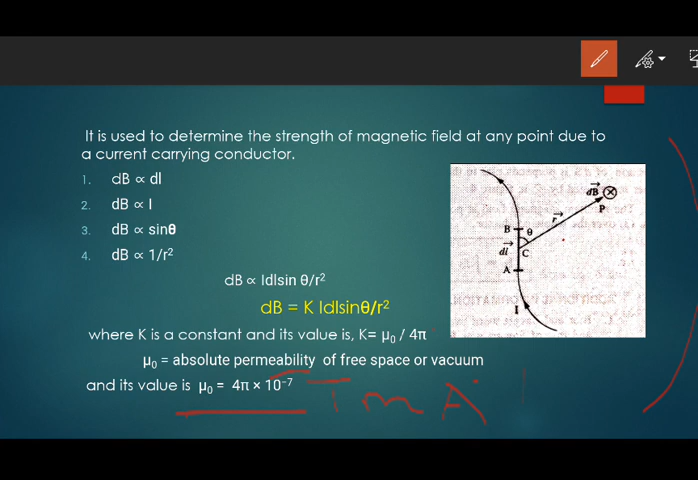 It is used to determine the strength of magnetic field at any point due to
a current carrying conductor.
1. dB ∝ dl
2. dB ∝ I
3. dB ∝ sinθ
4. dB ∝ 1/r²
dB ∝ Idlsin θ/r²
dB = K Idlsinθ/r²
where K is a constant and its value is, K= μ₀ / 4π
μ₀ = absolute permeability of free space or vacuum
and its value is μ₀ = 4π × 10⁻⁷ T m A
dB
P
r
B
θ
dl
C
A
I